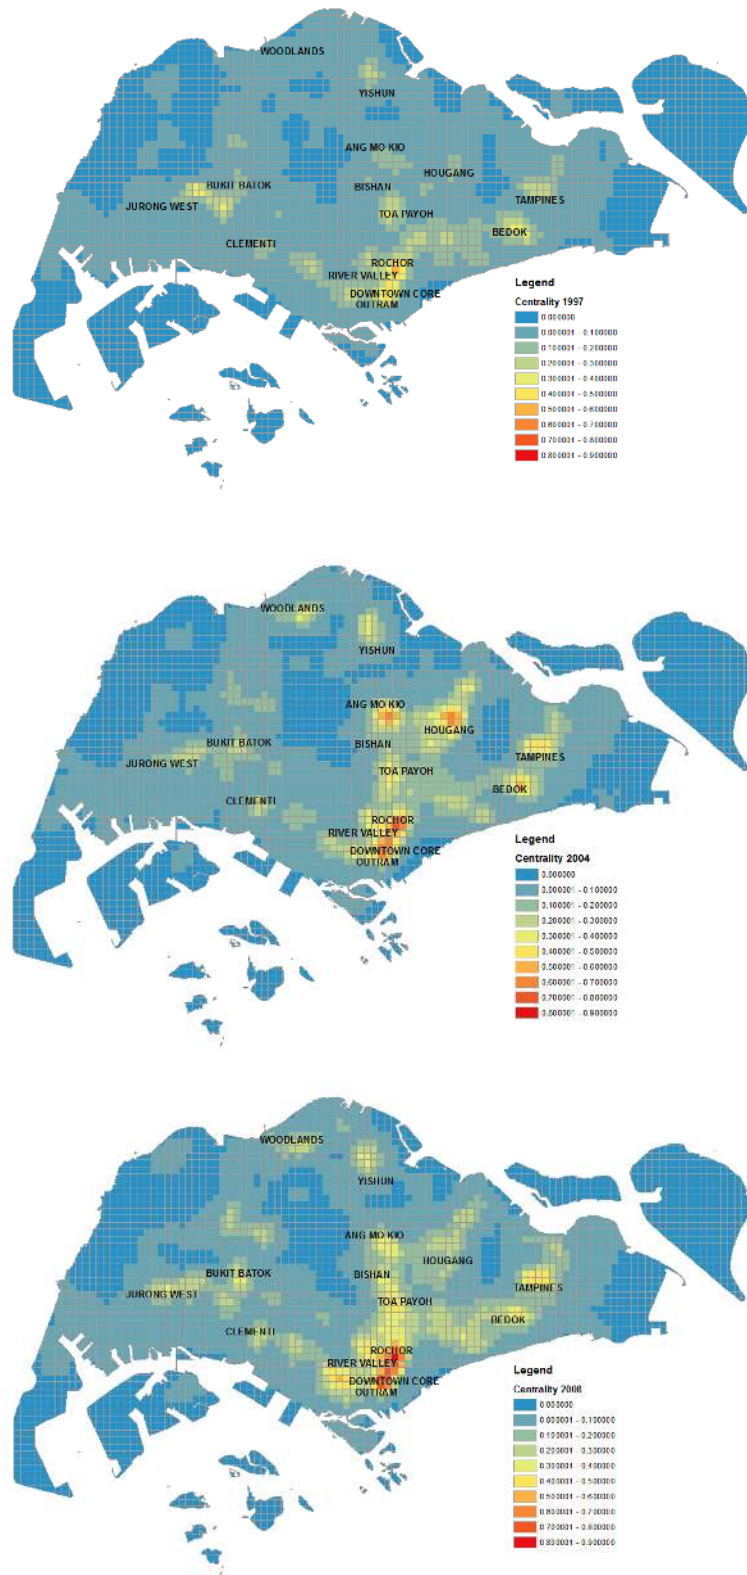 WOODLANDS
YISHUN
ANG MO KIO
HOUGANG
BUKIT BATOK
BISHAN
JURONG WEST
TAMPINES
TOA PAYOH
BEDOK
CLEMENTI
ROCHOR
RIVER VALLEY
DOWNTOWN CORE
OUTRAM
Legend
Centrality 1997
0.000000
0.000001 - 0.100000
0.100001 - 0.200000
0.200001 - 0.300000
0.300001 - 0.400000
0.400001 - 0.500000
0.500001 - 0.600000
0.600001 - 0.700000
0.700001 - 0.800000
0.800001 - 0.900000
WOODLANDS
YISHUN
ANG MO KIO
HOUGANG
BUKIT BATOK
BISHAN
JURONG WEST
TAMPINES
TOA PAYOH
BEDOK
CLEMENTI
ROCHOR
RIVER VALLEY
DOWNTOWN CORE
OUTRAM
Legend
Centrality 2004
0.000000
0.000001 - 0.100000
0.100001 - 0.200000
0.200001 - 0.300000
0.300001 - 0.400000
0.400001 - 0.500000
0.500001 - 0.600000
0.600001 - 0.700000
0.700001 - 0.800000
0.800001 - 0.900000
WOODLANDS
YISHUN
ANG MO KIO
HOUGANG
BUKIT BATOK
BISHAN
JURONG WEST
TAMPINES
TOA PAYOH
BEDOK
CLEMENTI
ROCHOR
RIVER VALLEY
DOWNTOWN CORE
OUTRAM
Legend
Centrality 2008
0.000000
0.000001 - 0.100000
0.100001 - 0.200000
0.200001 - 0.300000
0.300001 - 0.400000
0.400001 - 0.500000
0.500001 - 0.600000
0.600001 - 0.700000
0.700001 - 0.800000
0.800001 - 0.900000